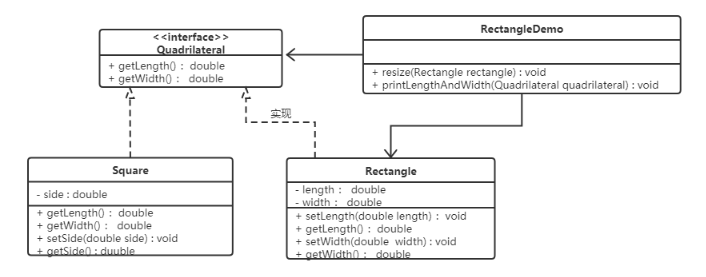 <<interface>>
Quadrilateral
+ getLength() : double
+ getWidth() : double
RectangleDemo
+ resize(Rectangle rectangle) : void
+ printLengthAndWidth(Quadrilateral quadrilateral) : void
实现
Square
- side : double
+ getLength() : double
+ getWidth() : double
+ setSide(double side) : void
+ getSide() : duuble
Rectangle
- length : double
- width : double
+ setLength(double length) : void
+ getLength() : double
+ setWidth(double width) : void
+ getWidth() : double